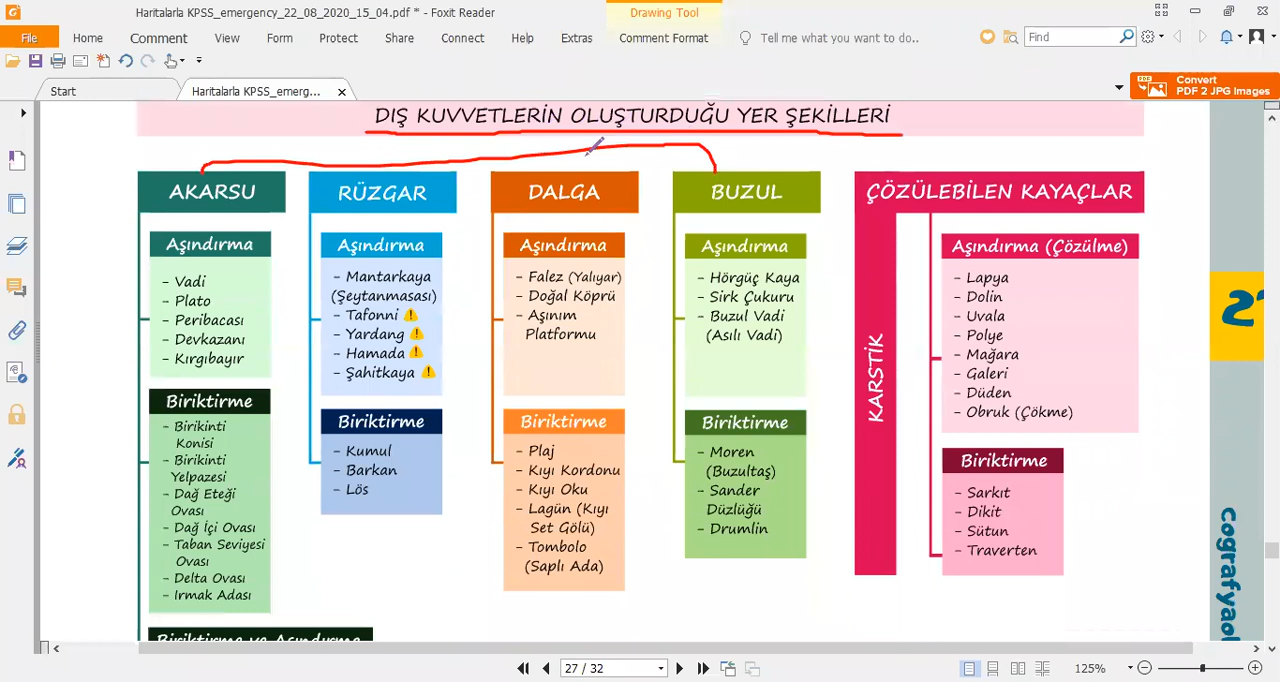 Haritalarla KPSS_emergency_22_08_2020_15_04.pdf * - Foxit Reader
Drawing Tool
File Home Comment View Form Protect Share Connect Help Extras Comment Format Tell me what you want to do.. Find
Start
Haritalarla KPSS_emerg...
Convert
PDF 2 JPG Images
DIŞ KUVVETLERİN OLUŞTURDUĞU YER ŞEKİLLERİ
AKARSU
Aşındırma
- Vadi
- Plato
- Peribacası
- Devkazanı
- Kırgıbayır
Biriktirme
- Birikinti
Konisi
- Birikinti
Yelpazesi
- Dağ Eteği
Ovası
- Dağ İçi Ovası
- Taban Seviyesi
Ovası
- Delta Ovası
- Irmak Adası
Biriktirme ve Aşındırma
RÜZGAR
Aşındırma
- Mantarkaya
(Şeytanmasası)
- Tafonni
- Yardang
- Hamada
- Şahitkaya
Biriktirme
- Kumul
- Barkan
- Lös
DALGA
Aşındırma
- Falez (Yalıyar)
- Doğal Köprü
- Aşınım
Platformu
Biriktirme
- Plaj
- Kıyı Kordonu
- Kıyı Oku
- Lagün (Kıyı
Set Gölü)
- Tombolo
(Saplı Ada)
BUZUL
Aşındırma
- Hörgüç Kaya
- Sirk Çukuru
- Buzul Vadi
(Asılı Vadi)
Biriktirme
- Moren
(Buzultaş)
- Sander
Düzlüğü
- Drumlin
ÇÖZÜLEBİLEN KAYAÇLAR
KARSTİK
Aşındırma (Çözülme)
- Lapya
- Dolin
- Uvala
- Polye
- Mağara
- Galeri
- Düden
- Obruk (Çökme)
Biriktirme
- Sarkıt
- Dikit
- Sütun
- Traverten
27 / 32
125%